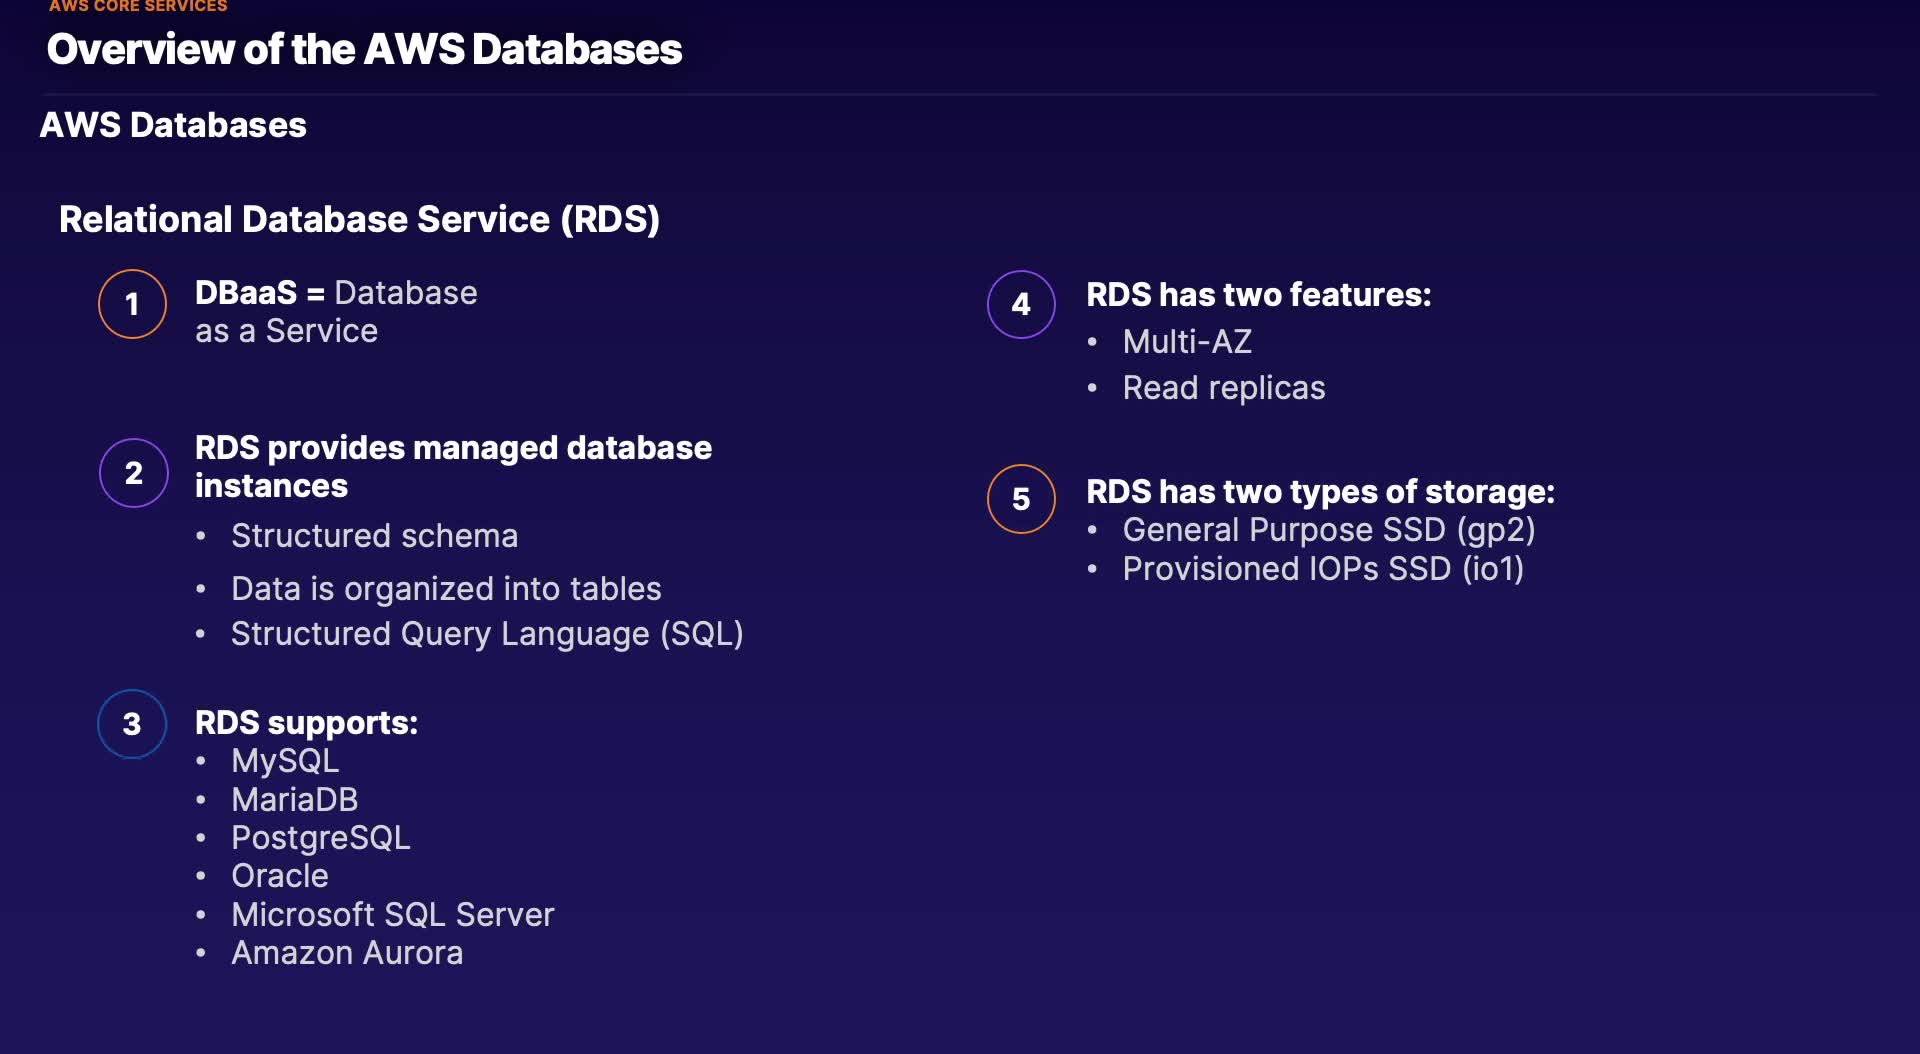 AWS CORE SERVICES
Overview of the AWS Databases
AWS Databases
Relational Database Service (RDS)
1
DBaaS = Database
as a Service
2
RDS provides managed database
instances
• Structured schema
• Data is organized into tables
• Structured Query Language (SQL)
3
RDS supports:
• MySQL
• MariaDB
• PostgreSQL
• Oracle
• Microsoft SQL Server
• Amazon Aurora
4
RDS has two features:
• Multi-AZ
• Read replicas
5
RDS has two types of storage:
• General Purpose SSD (gp2)
• Provisioned IOPs SSD (io1)